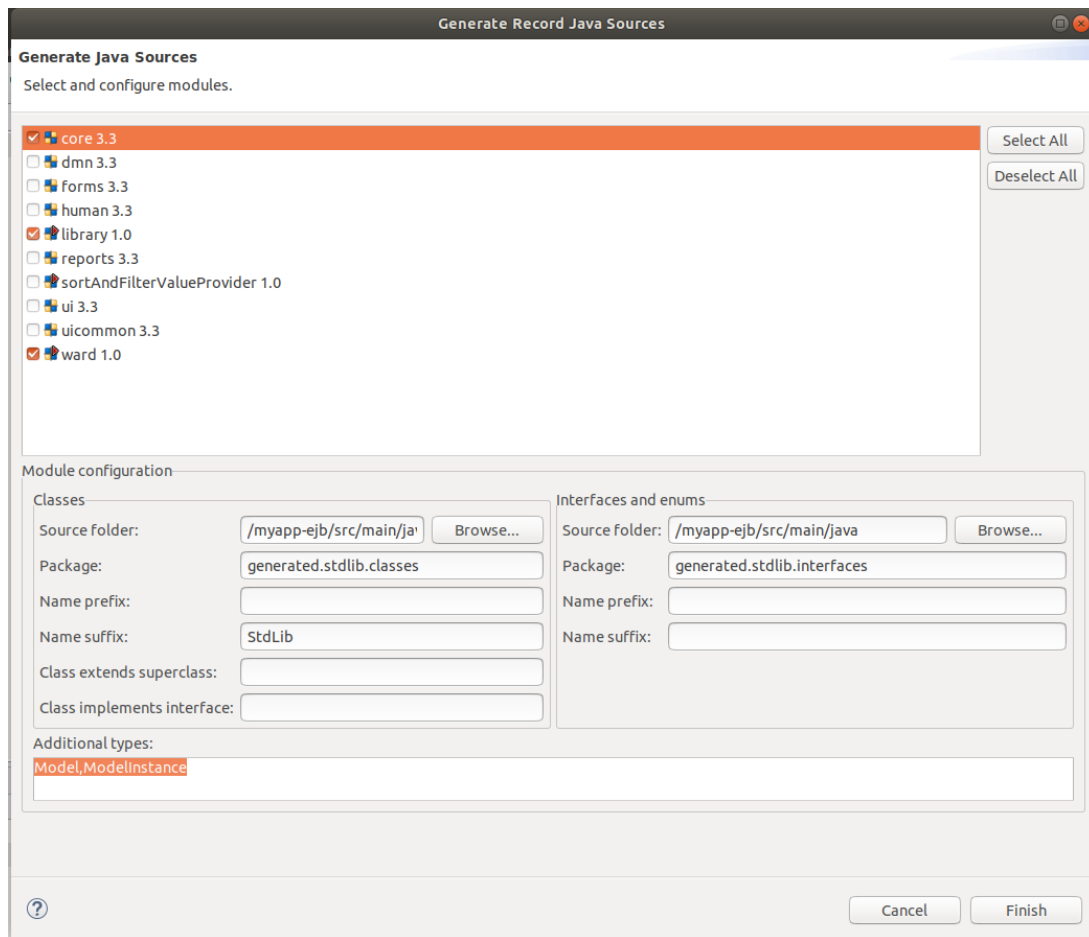 Generate Record Java Sources
Generate Java Sources
Select and configure modules.
core 3.3
dmn 3.3
forms 3.3
human 3.3
library 1.0
reports 3.3
sortAndFilterValueProvider 1.0
ui 3.3
uicommon 3.3
ward 1.0
Select All
Deselect All
Module configuration
Classes
Source folder: /myapp-ejb/src/main/jav Browse...
Package: generated.stdlib.classes
Name prefix:
Name suffix: StdLib
Class extends superclass:
Class implements interface:
Interfaces and enums
Source folder: /myapp-ejb/src/main/java Browse...
Package: generated.stdlib.interfaces
Name prefix:
Name suffix:
Additional types:
Model,ModelInstance
Cancel Finish